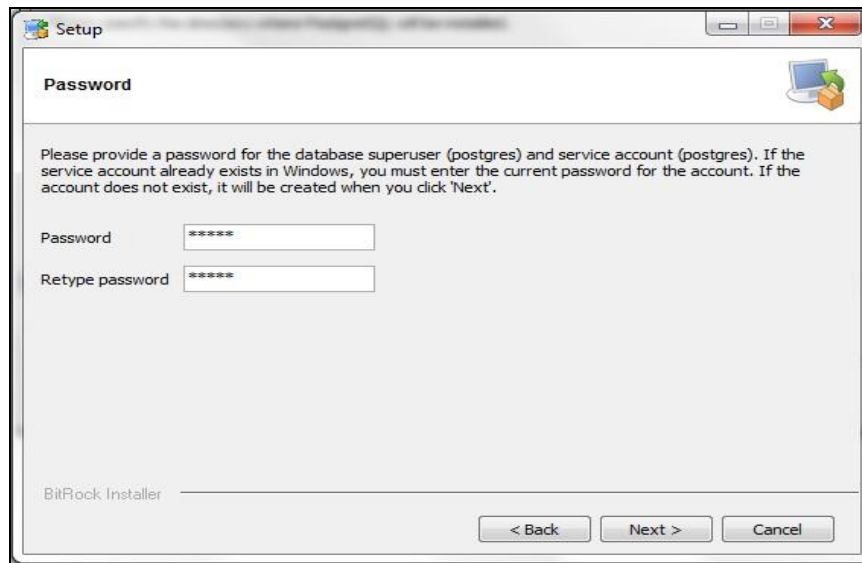 Setup
Password
Please provide a password for the database superuser (postgres) and service account (postgres). If the
service account already exists in Windows, you must enter the current password for the account. If the
account does not exist, it will be created when you click 'Next'.
Password *****
Retype password *****
BitRock Installer
< Back Next > Cancel